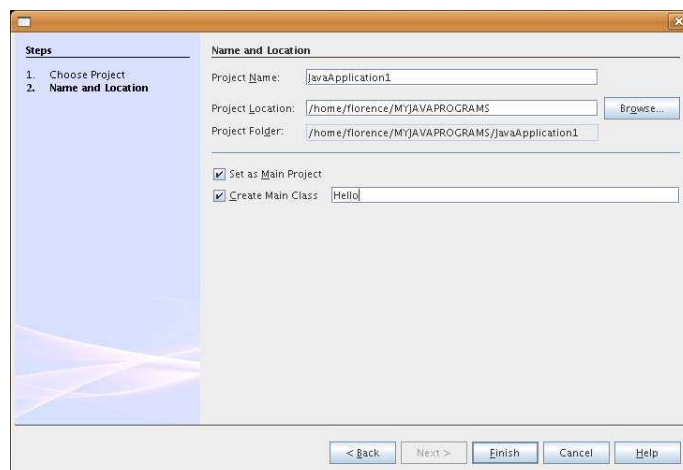 Steps
1. Choose Project
2. Name and Location
Name and Location
Project Name: JavaApplication1
Project Location: /home/florence/MYJAVAPROGRAMS Browse...
Project Folder: /home/florence/MYJAVAPROGRAMS/JavaApplication1
Set as Main Project
Create Main Class Hello
< Back Next > Finish Cancel Help